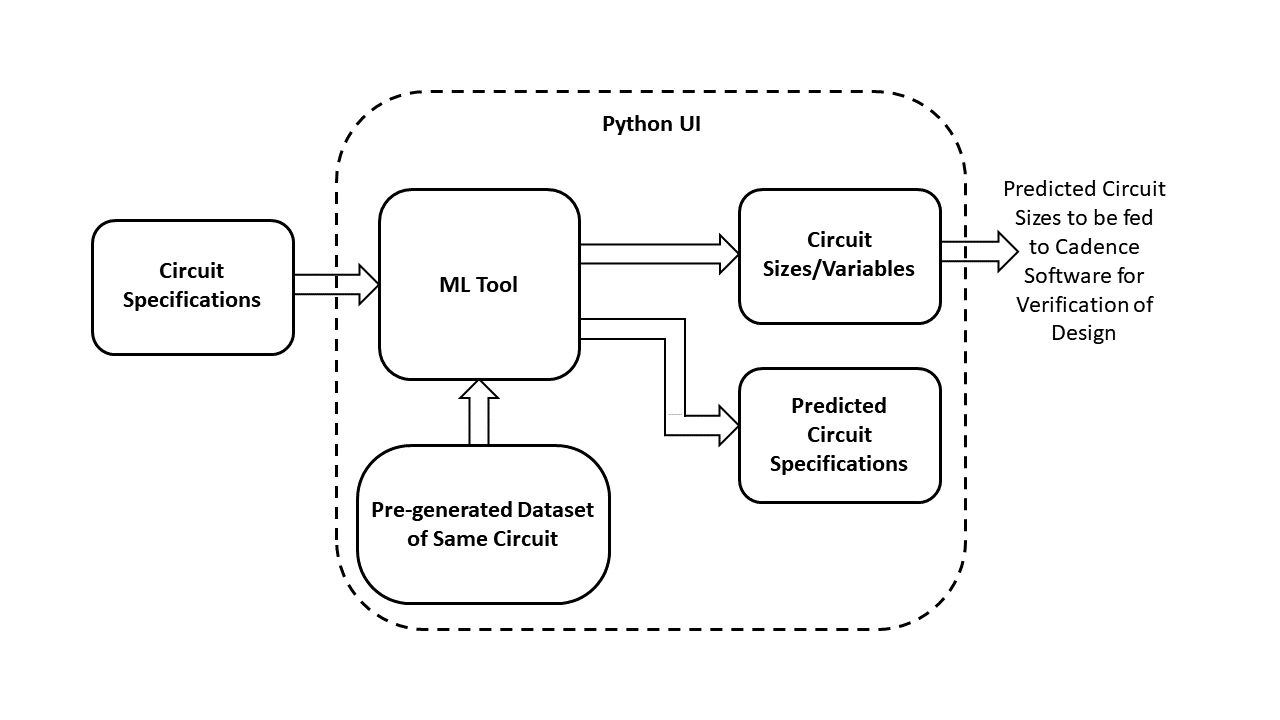 Python UI
Circuit
Specifications
ML Tool
Circuit
Sizes/Variables
Predicted Circuit
Sizes to be fed
to Cadence
Software for
Verification of
Design
Predicted
Circuit
Specifications
Pre-generated Dataset
of Same Circuit